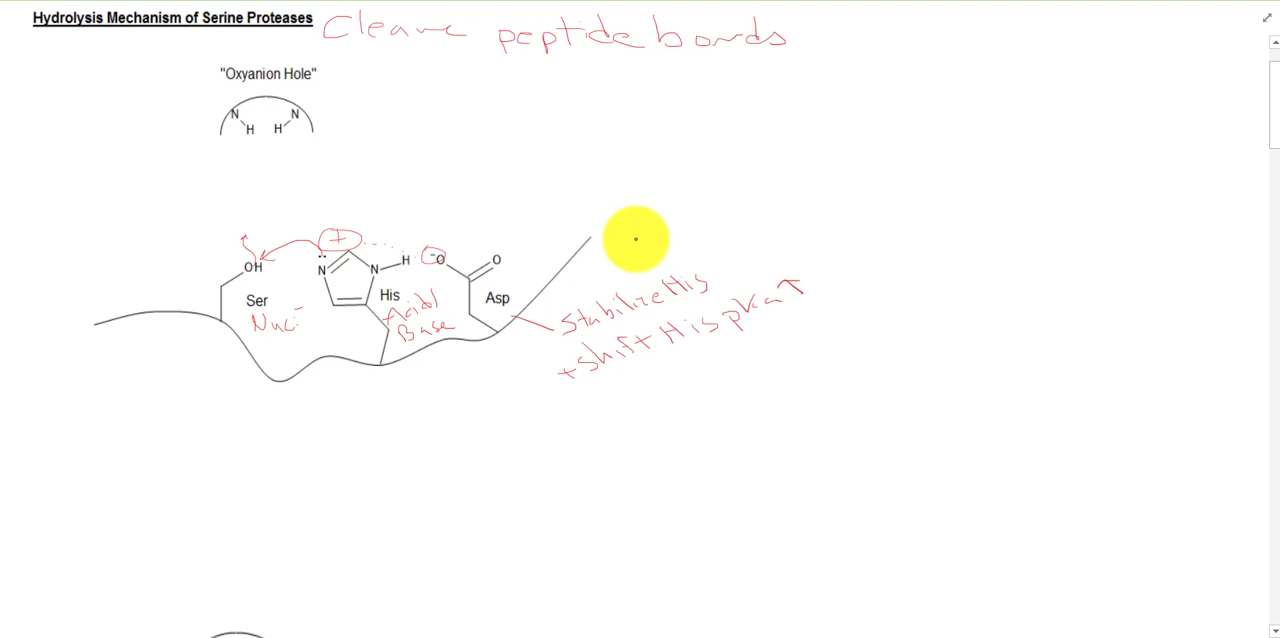 Hydrolysis Mechanism of Serine Proteases
Cleave peptide bonds
"Oxyanion Hole"
N N
H H
+
OH N N H -O O
Ser His Asp
Nuc:-
Acid/
Base
Stabilize His
+ shift His pKa ↑